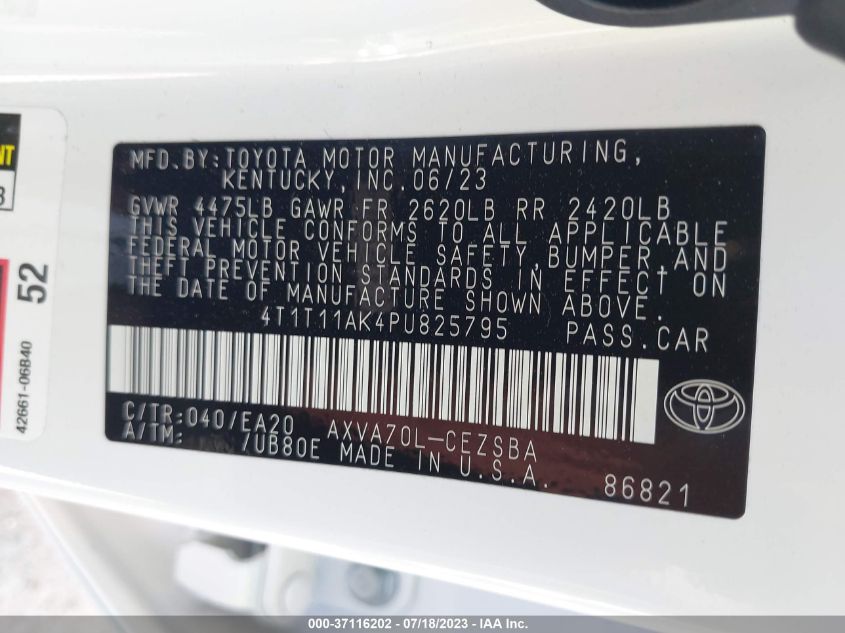 MFD.BY:TOYOTA MOTOR MANUFACTURING,
KENTUCKY, INC.06/23
GVWR 4475LB GAWR FR 2620LB RR 2420LB
THIS VEHICLE CONFORMS TO ALL APPLICABLE
FEDERAL MOTOR VEHICLE SAFETY, BUMPER, AND
THEFT PREVENTION STANDARDS IN EFFECT ON
THE DATE OF MANUFACTURE SHOWN ABOVE.
4T1T11AK4PU825795 PASS.CAR
C/TR:040/EA20 AXVA70L-CEZSBA
A/TM: /UB80E MADE IN U.S.A. 86821
52
42661-06B40
000-37116202 - 07/18/2023 - IAA Inc.